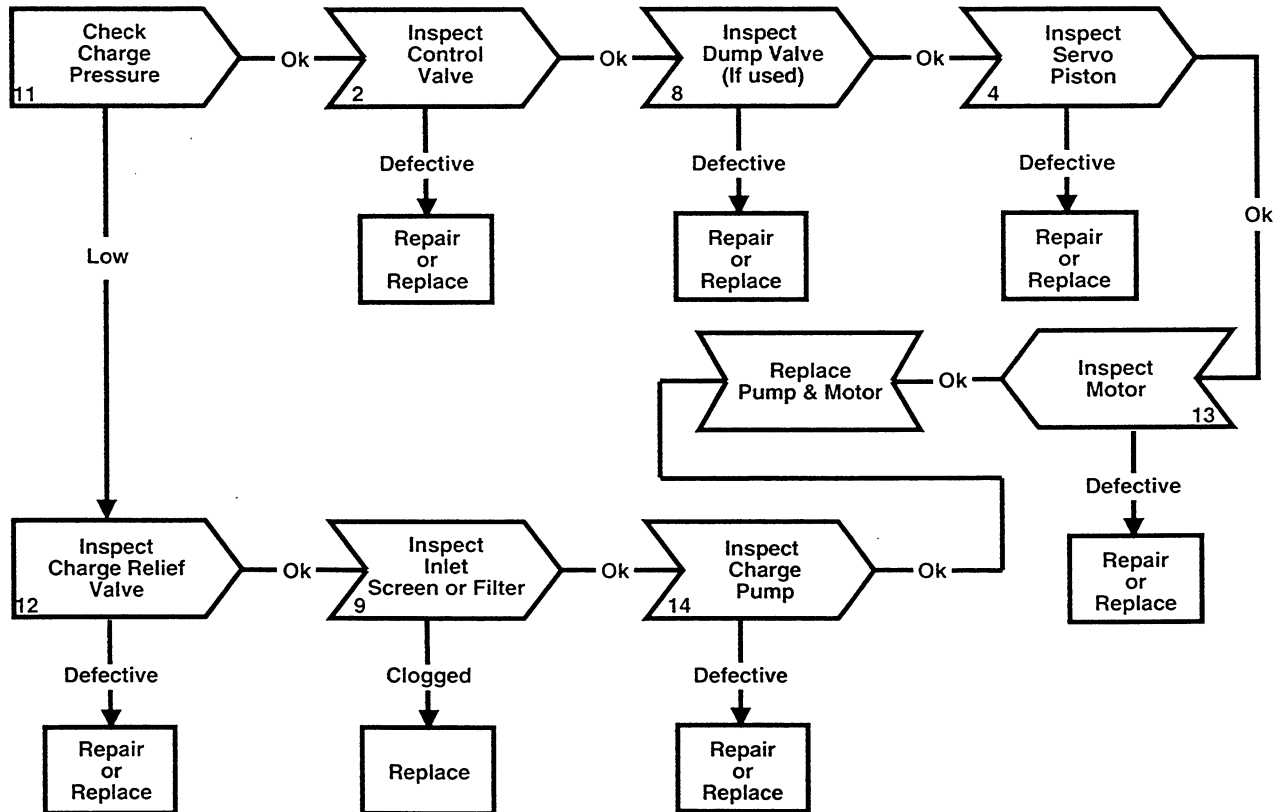 Check
Charge
Pressure
11
Ok
Inspect
Control
Valve
2
Ok
Inspect
Dump Valve
(If used)
8
Ok
Inspect
Servo
Piston
4
Ok
Defective
Repair
or
Replace
Defective
Repair
or
Replace
Defective
Repair
or
Replace
Low
Inspect
Motor
13
Ok
Replace
Pump & Motor
Defective
Repair
or
Replace
Inspect
Charge Relief
Valve
12
Ok
Inspect
Inlet
Screen or Filter
9
Ok
Inspect
Charge
Pump
14
Ok
Defective
Repair
or
Replace
Clogged
Replace
Defective
Repair
or
Replace